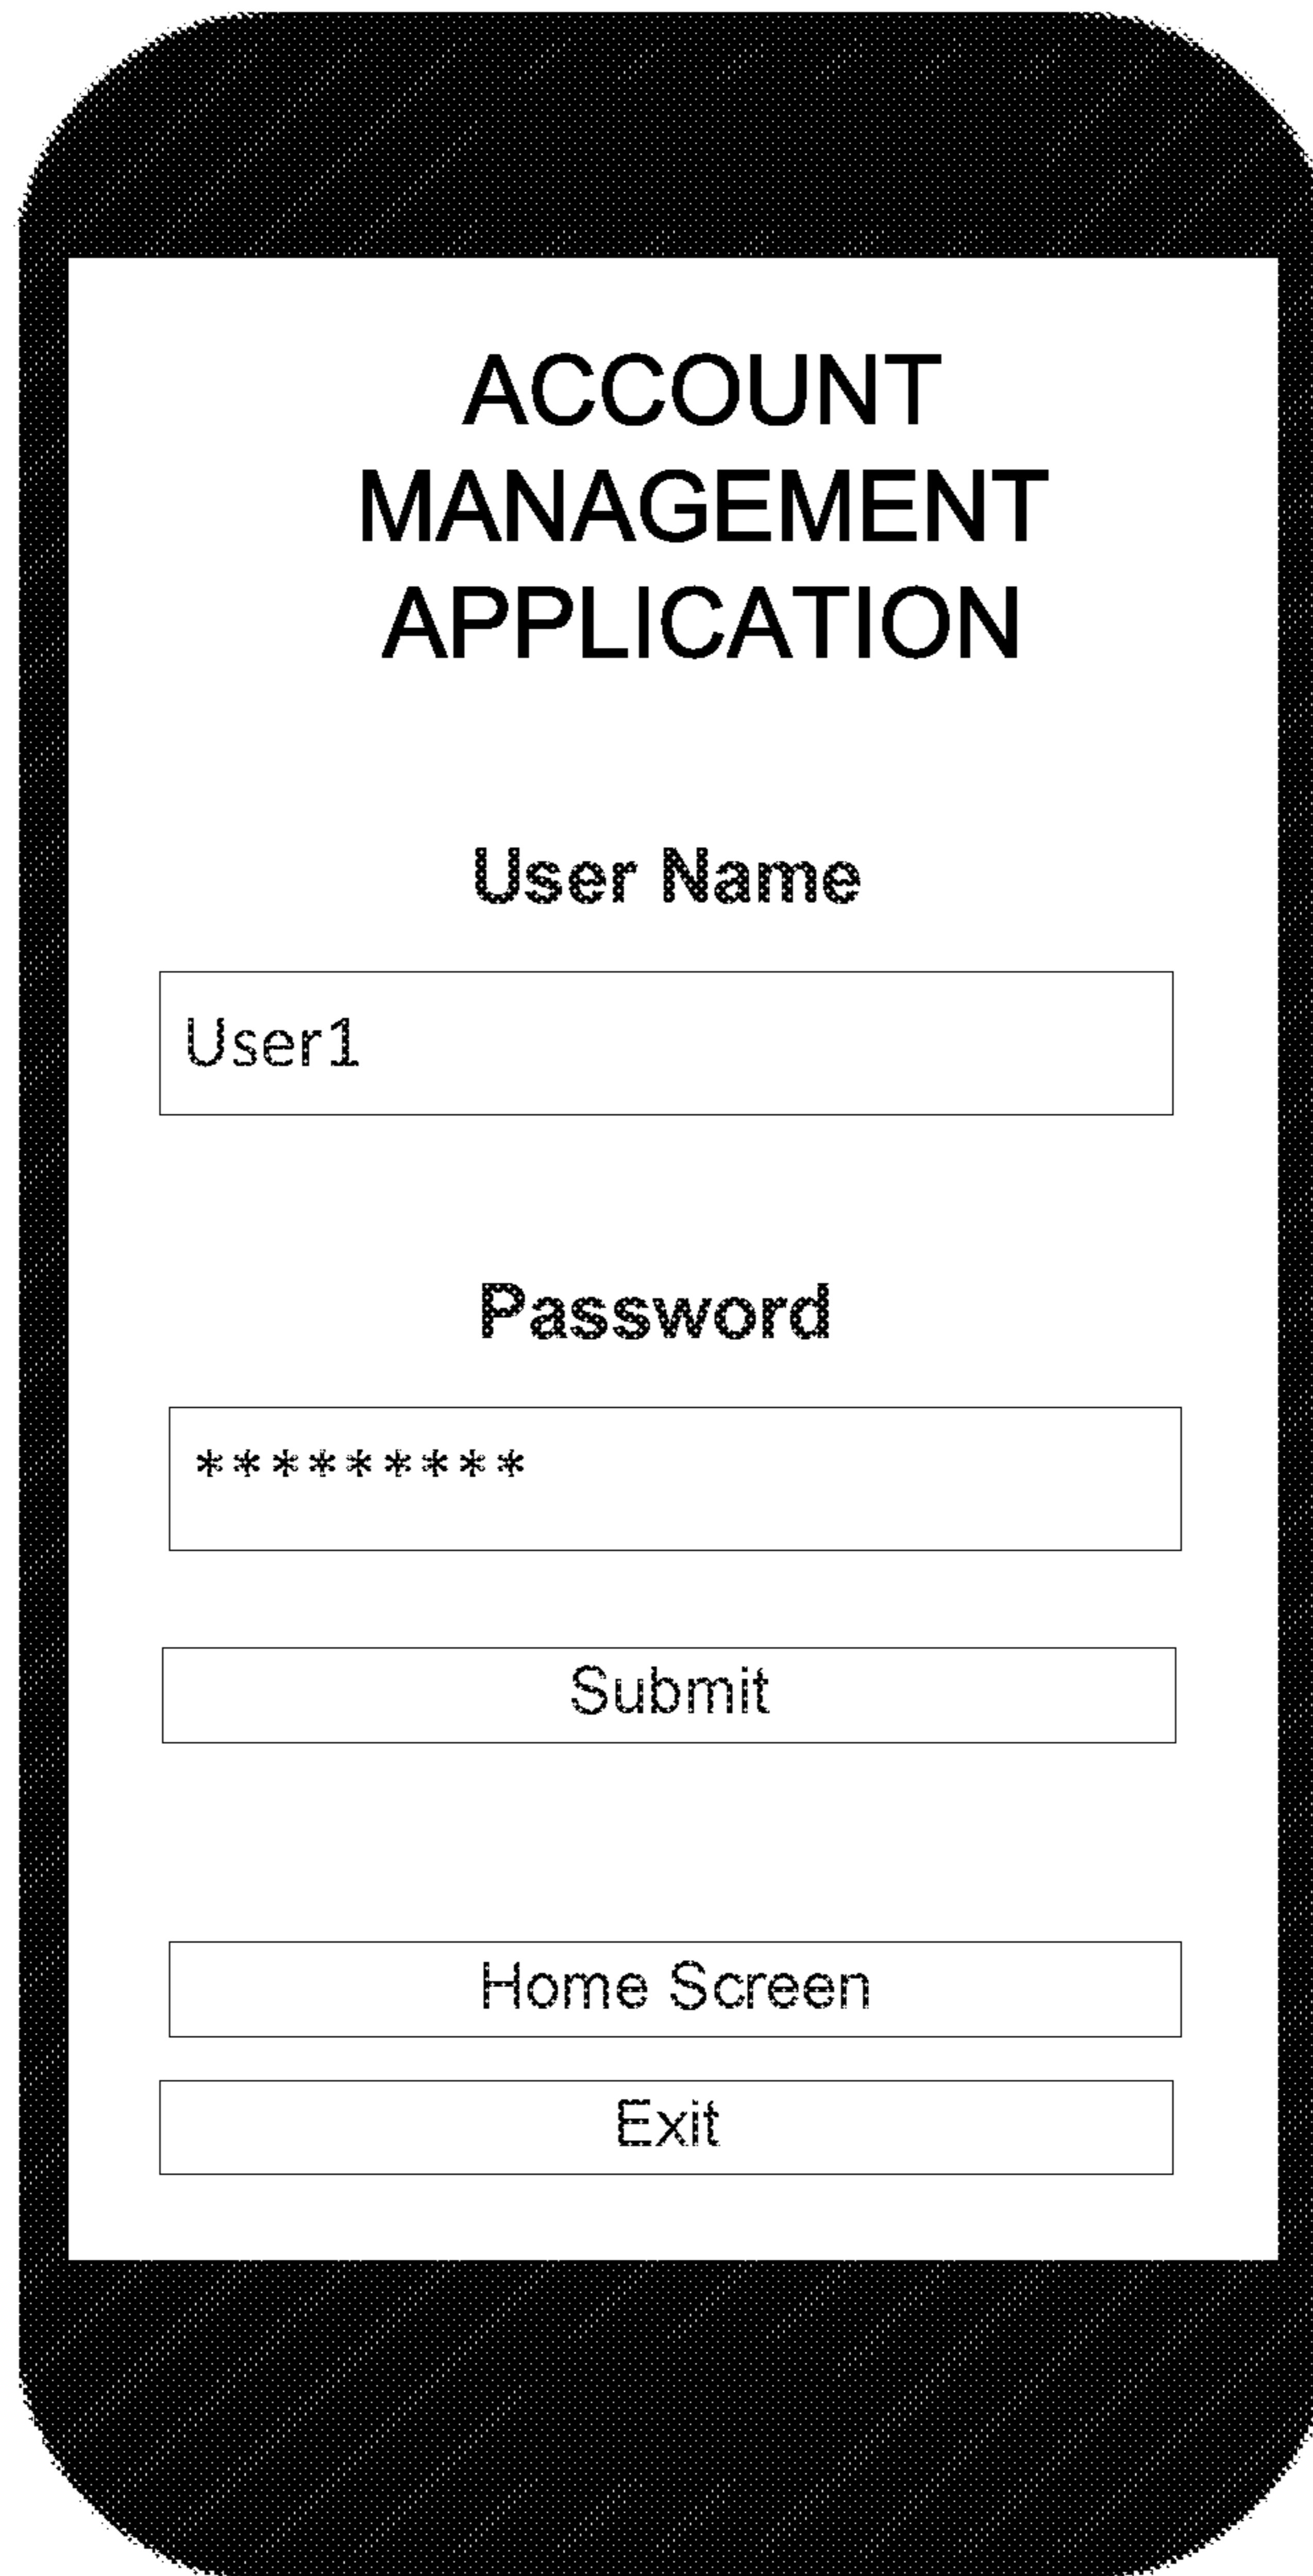 ACCOUNT
MANAGEMENT
APPLICATION
User Name
User1
Password
*********
Submit
Home Screen
Exit